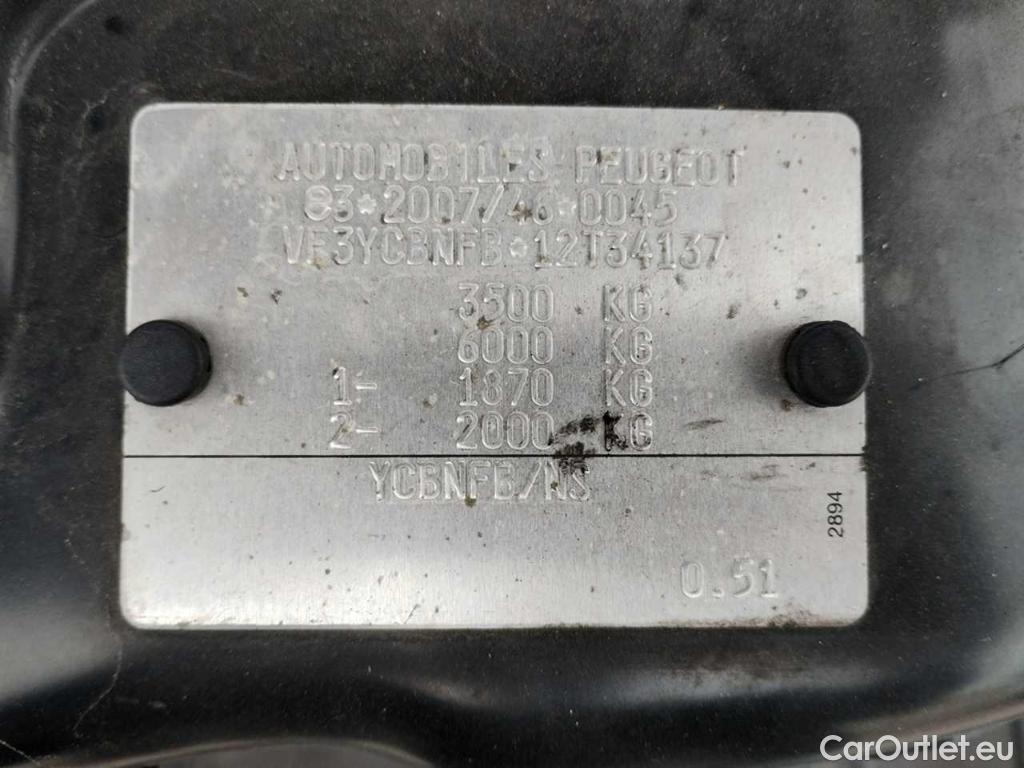 AUTOMOBILES PEUGEOT
e3*2007/46*0045
VF3YCBNFB*12T34137
3500 KG
6000 KG
1- 1870 KG
2- 2000 KG
YCBNFB/NS
2894
0.51
CarOutlet.eu